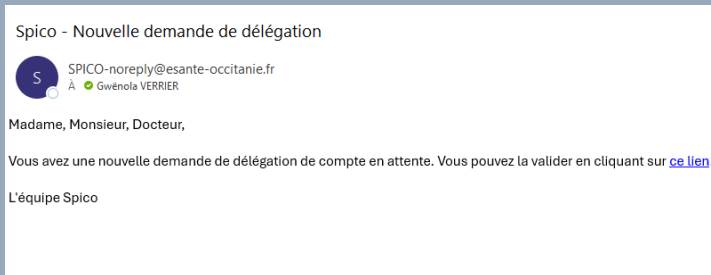 Spico - Nouvelle demande de délégation
S
SPICO-noreply@esante-occitanie.fr
À Gwënola VERRIER
Madame, Monsieur, Docteur,
Vous avez une nouvelle demande de délégation de compte en attente. Vous pouvez la valider en cliquant sur ce lien
L'équipe Spico